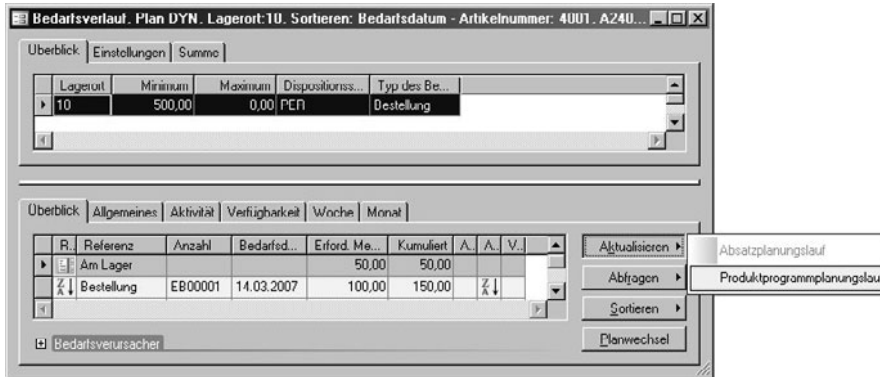 Bedarfsverlauf. Plan DYN. Lagerort:10. Sortieren: Bedarfsdatum - Artikelnummer: 4001. A240...
Überblick Einstellungen Summe
Lagerort Minimum Maximum Dispositionss... Typ des Be...
10 500,00 0,00 PER Bestellung
Überblick Allgemeines Aktivität Verfügbarkeit Woche Monat
R.. Referenz Anzahl Bedarfsd... Erford. Me... Kumuliert A.. A.. V..
Am Lager 50,00 50,00
Bestellung EB00001 14.03.2007 100,00 150,00
Bedarfsverursacher
Aktualisieren
Abfragen
Sortieren
Planwechsel
Absatzplanungslauf
Produktprogrammplanungslau